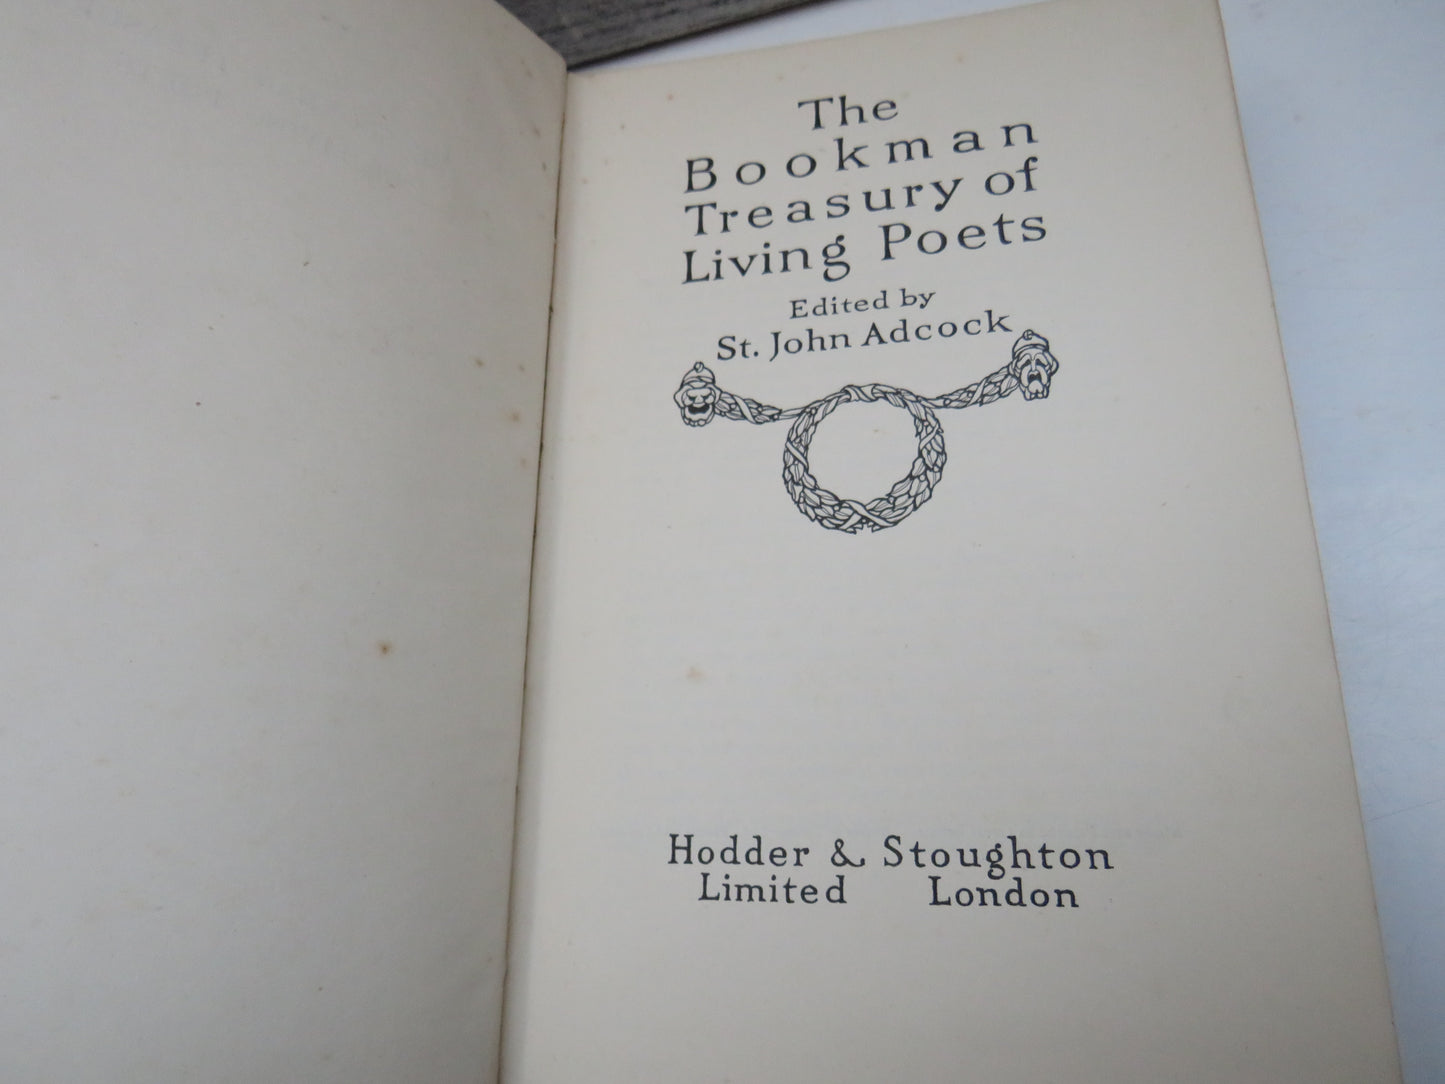 The
Bookman
Treasury of
Living Poets
Edited by
St. John Adcock
Hodder & Stoughton
Limited London